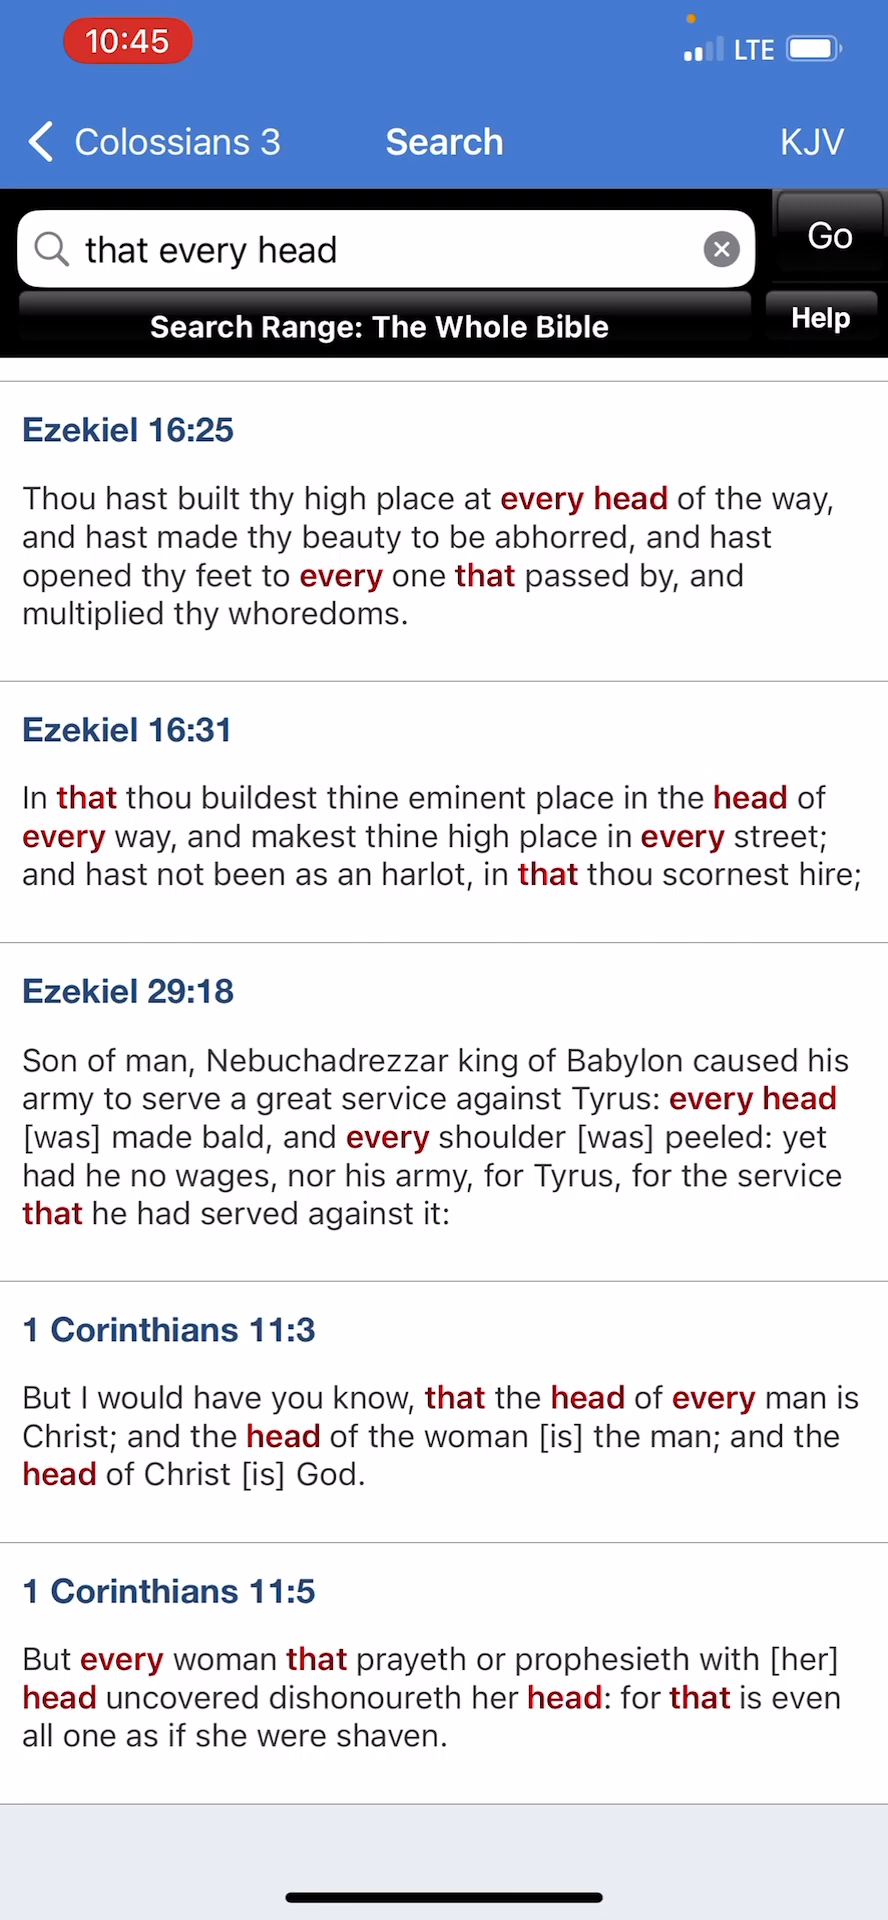 10:45
LTE
Colossians 3
Search
KJV
that every head
Go
Search Range: The Whole Bible
Help
Ezekiel 16:25
Thou hast built thy high place at every head of the way,
and hast made thy beauty to be abhorred, and hast
opened thy feet to every one that passed by, and
multiplied thy whoredoms.
Ezekiel 16:31
In that thou buildest thine eminent place in the head of
every way, and makest thine high place in every street;
and hast not been as an harlot, in that thou scornest hire;
Ezekiel 29:18
Son of man, Nebuchadrezzar king of Babylon caused his
army to serve a great service against Tyrus: every head
[was] made bald, and every shoulder [was] peeled: yet
had he no wages, nor his army, for Tyrus, for the service
that he had served against it:
1 Corinthians 11:3
But I would have you know, that the head of every man is
Christ; and the head of the woman [is] the man; and the
head of Christ [is] God.
1 Corinthians 11:5
But every woman that prayeth or prophesieth with [her]
head uncovered dishonoureth her head: for that is even
all one as if she were shaven.